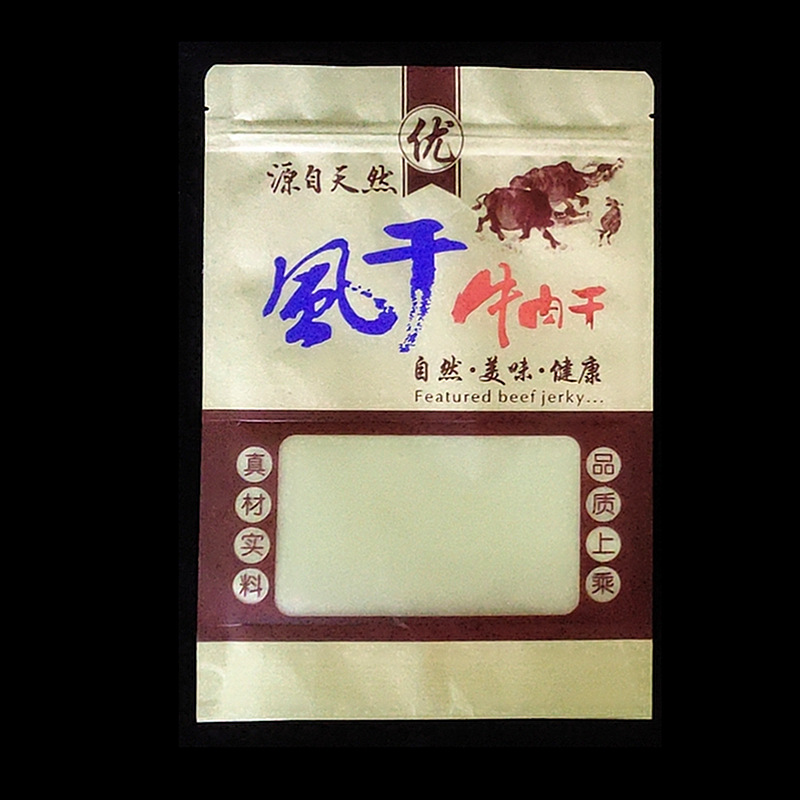 优
源自天然
風干
牛肉干
自然·美味·健康
Featured beef jerky...
真材实料
品质上乘